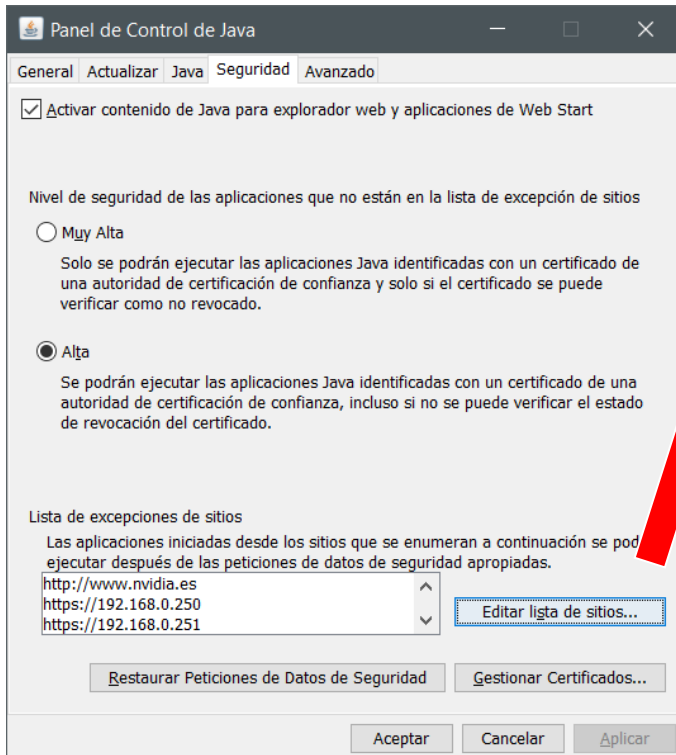 Panel de Control de Java
General Actualizar Java Seguridad Avanzado
Activar contenido de Java para explorador web y aplicaciones de Web Start
Nivel de seguridad de las aplicaciones que no están en la lista de excepción de sitios
Muy Alta
Solo se podrán ejecutar las aplicaciones Java identificadas con un certificado de
una autoridad de certificación de confianza y solo si el certificado se puede
verificar como no revocado.
Alta
Se podrán ejecutar las aplicaciones Java identificadas con un certificado de una
autoridad de certificación de confianza, incluso si no se puede verificar el estado
de revocación del certificado.
Lista de excepciones de sitios
Las aplicaciones iniciadas desde los sitios que se enumeran a continuación se pod
ejecutar después de las peticiones de datos de seguridad apropiadas.
http://www.nvidia.es
https://192.168.0.250
https://192.168.0.251
Editar lista de sitios...
Restaurar Peticiones de Datos de Seguridad Gestionar Certificados...
Aceptar Cancelar Aplicar